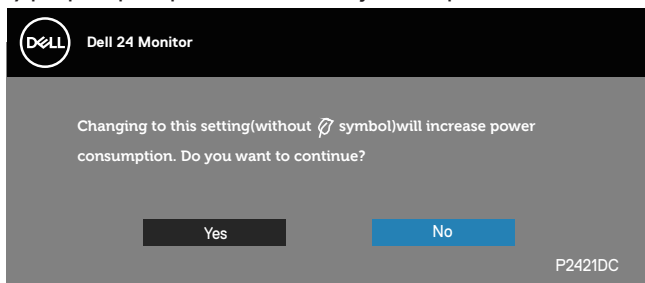 DELL
Dell 24 Monitor
Changing to this setting(without symbol)will increase power
consumption. Do you want to continue?
Yes
No
P2421DC